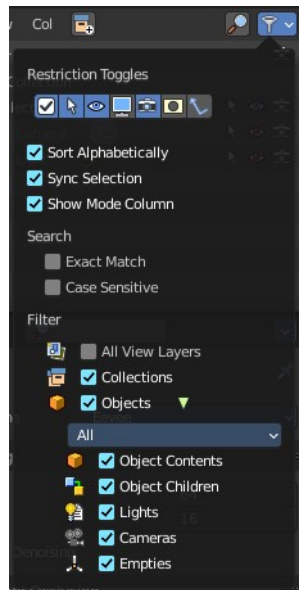 Col
Restriction Toggles
Sort Alphabetically
Sync Selection
Show Mode Column
Search
Exact Match
Case Sensitive
Filter
All View Layers
Collections
Objects
All
Object Contents
Object Children
Lights
16
Cameras
Empties